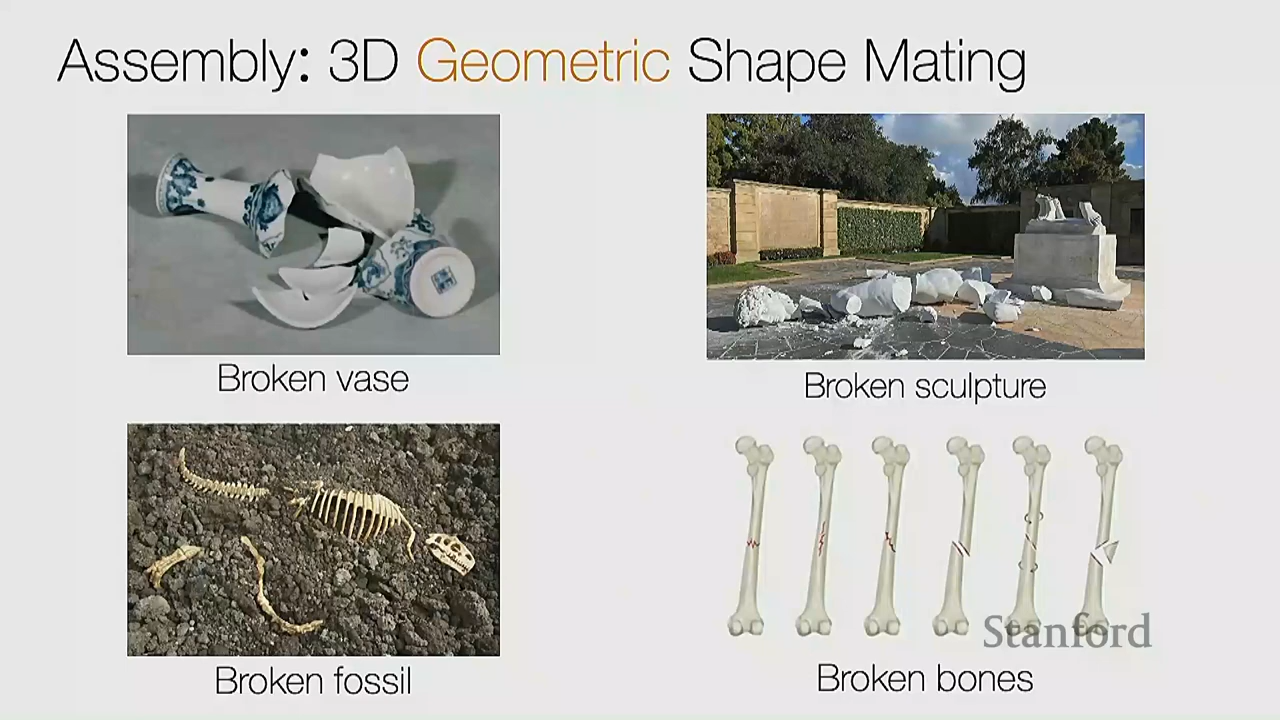 Assembly: 3D Geometric Shape Mating
Broken vase
Broken sculpture
Broken fossil
Broken bones
Stanford